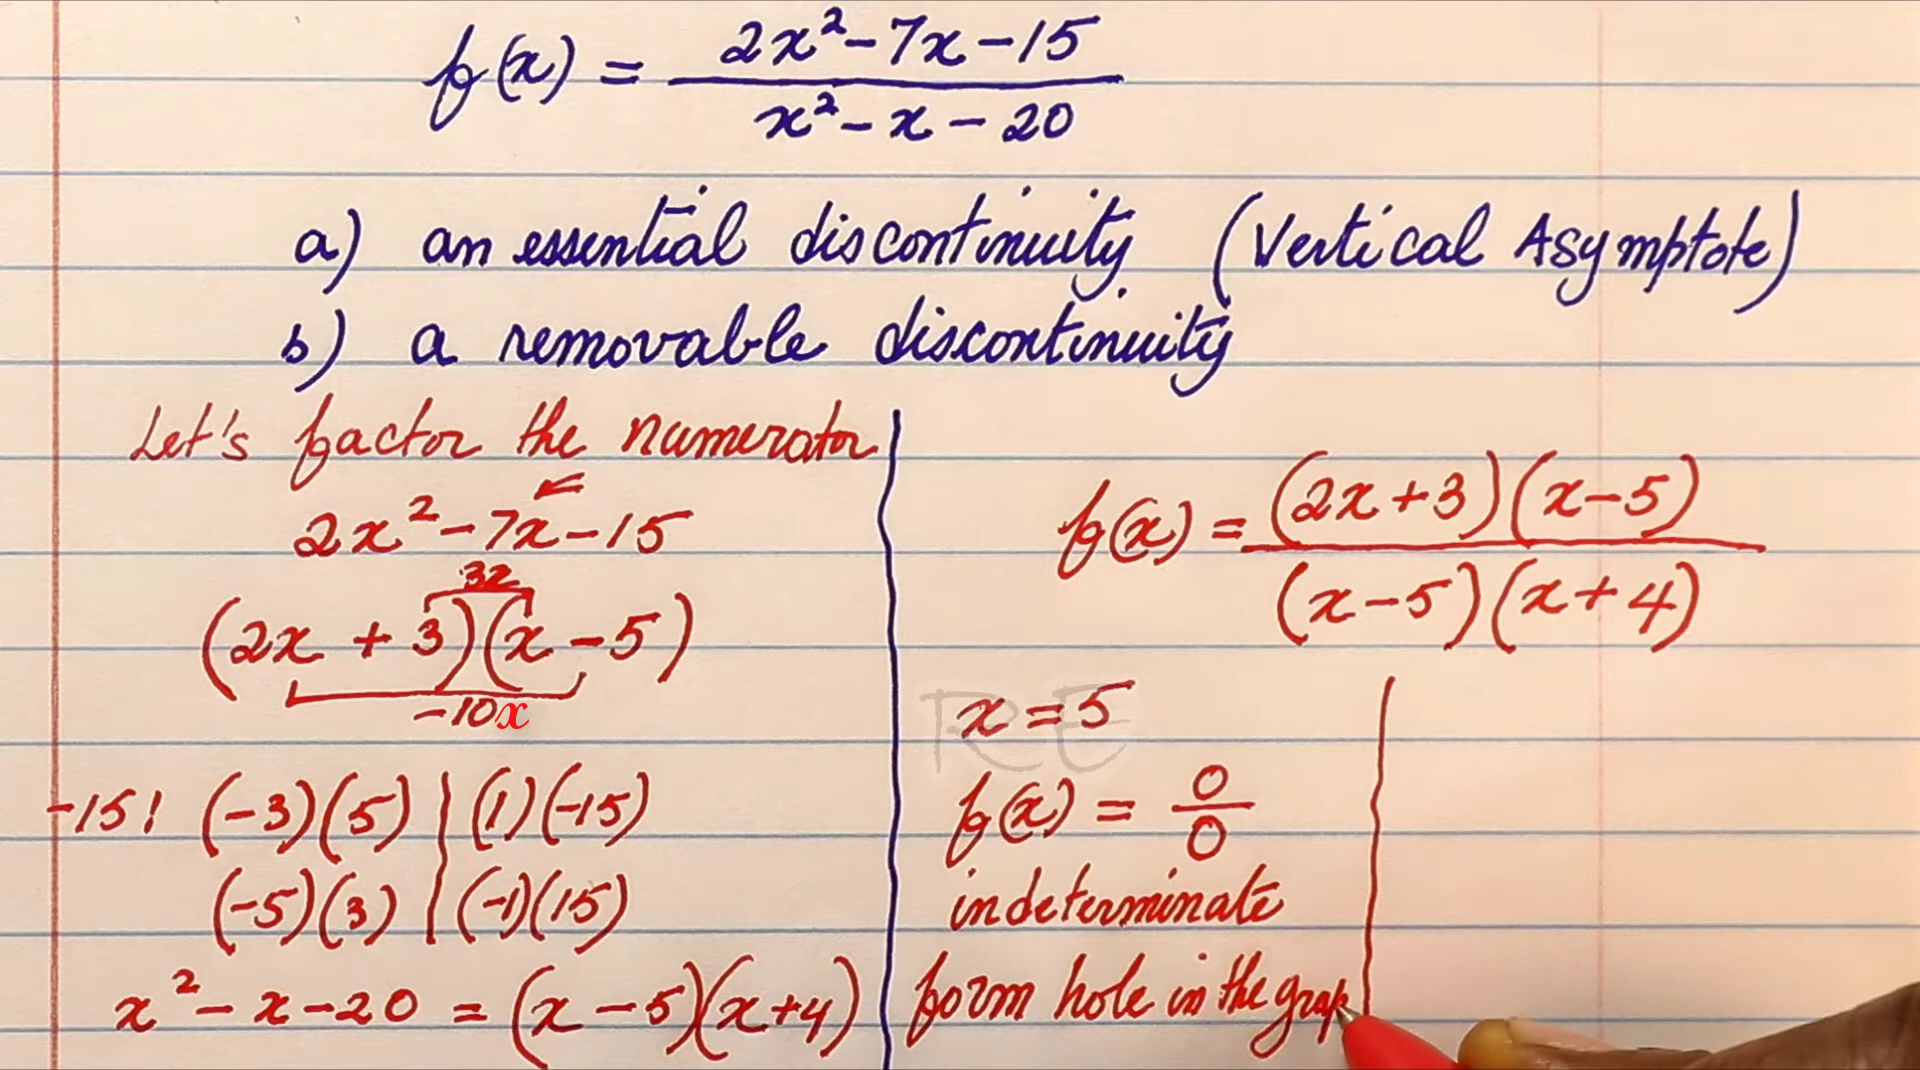 f(x) = (2x² - 7x - 15) / (x² - x - 20)
a) an essential discontinuity (Vertical Asymptote)
b) a removable discontinuity
Let's factor the numerator
2x² - 7x - 15
3x
(2x + 3)(x - 5)
-10x
-15: (-3)(5) | (1)(-15)
(-5)(3) | (-1)(15)
x² - x - 20 = (x - 5)(x + 4)
f(x) = (2x + 3)(x - 5) / (x - 5)(x + 4)
RE
x = 5
f(x) = 0/0
indeterminate
form hole in the grap